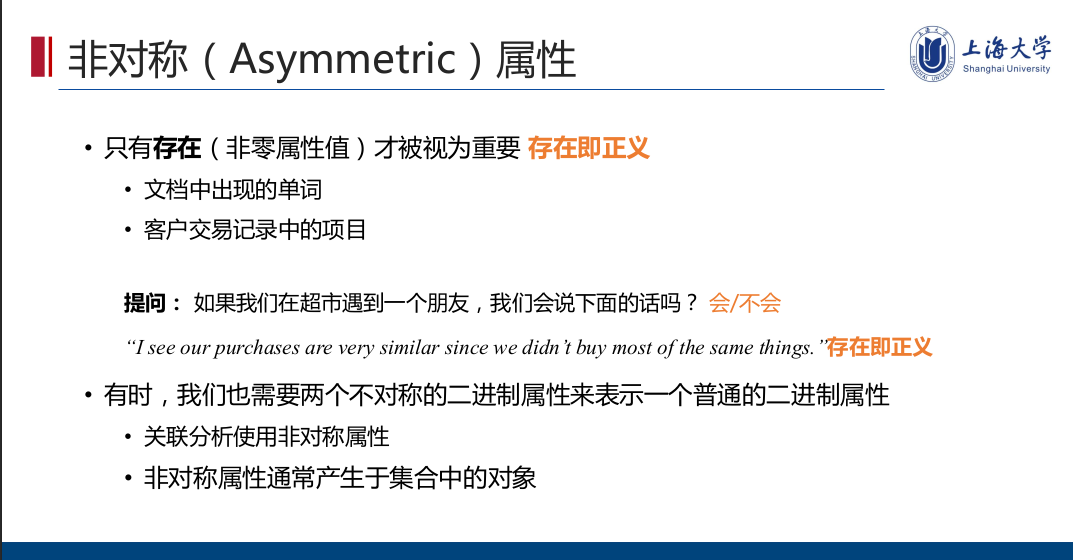 非对称（Asymmetric）属性
上海大学
Shanghai University
• 只有存在（非零属性值）才被视为重要 存在即正义
• 文档中出现的单词
• 客户交易记录中的项目
提问： 如果我们在超市遇到一个朋友，我们会说下面的话吗？ 会/不会
“I see our purchases are very similar since we didn’t buy most of the same things.” 存在即正义
• 有时，我们也需要两个不对称的二进制属性来表示一个普通的二进制属性
• 关联分析使用非对称属性
• 非对称属性通常产生于集合中的对象